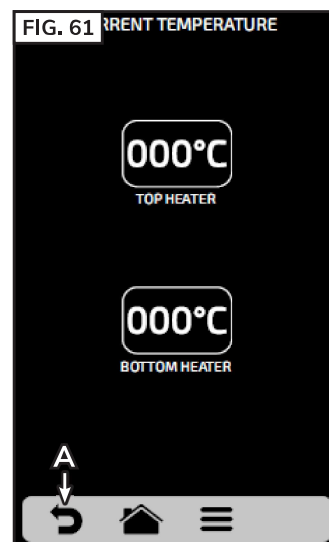 FIG. 61 RRENT TEMPERATURE
000°C
TOP HEATER
000°C
BOTTOM HEATER
A